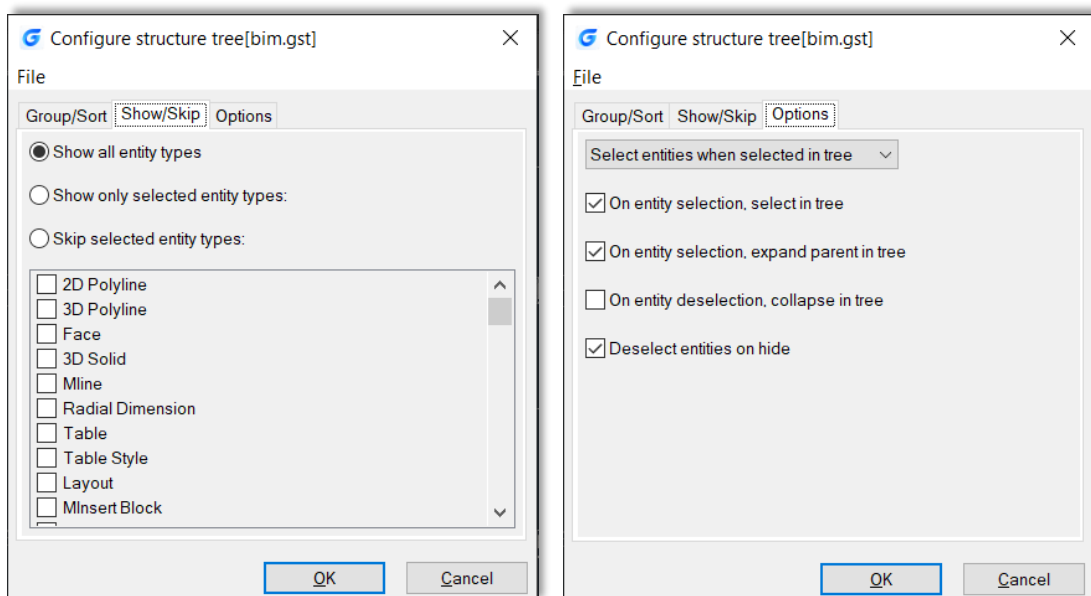 Configure structure tree[bim.gst]
File
Group/Sort Show/Skip Options
Show all entity types
Show only selected entity types:
Skip selected entity types:
2D Polyline
3D Polyline
Face
3D Solid
Mline
Radial Dimension
Table
Table Style
Layout
MInsert Block
OK Cancel
Configure structure tree[bim.gst]
File
Group/Sort Show/Skip Options
Select entities when selected in tree
On entity selection, select in tree
On entity selection, expand parent in tree
On entity deselection, collapse in tree
Deselect entities on hide
OK Cancel